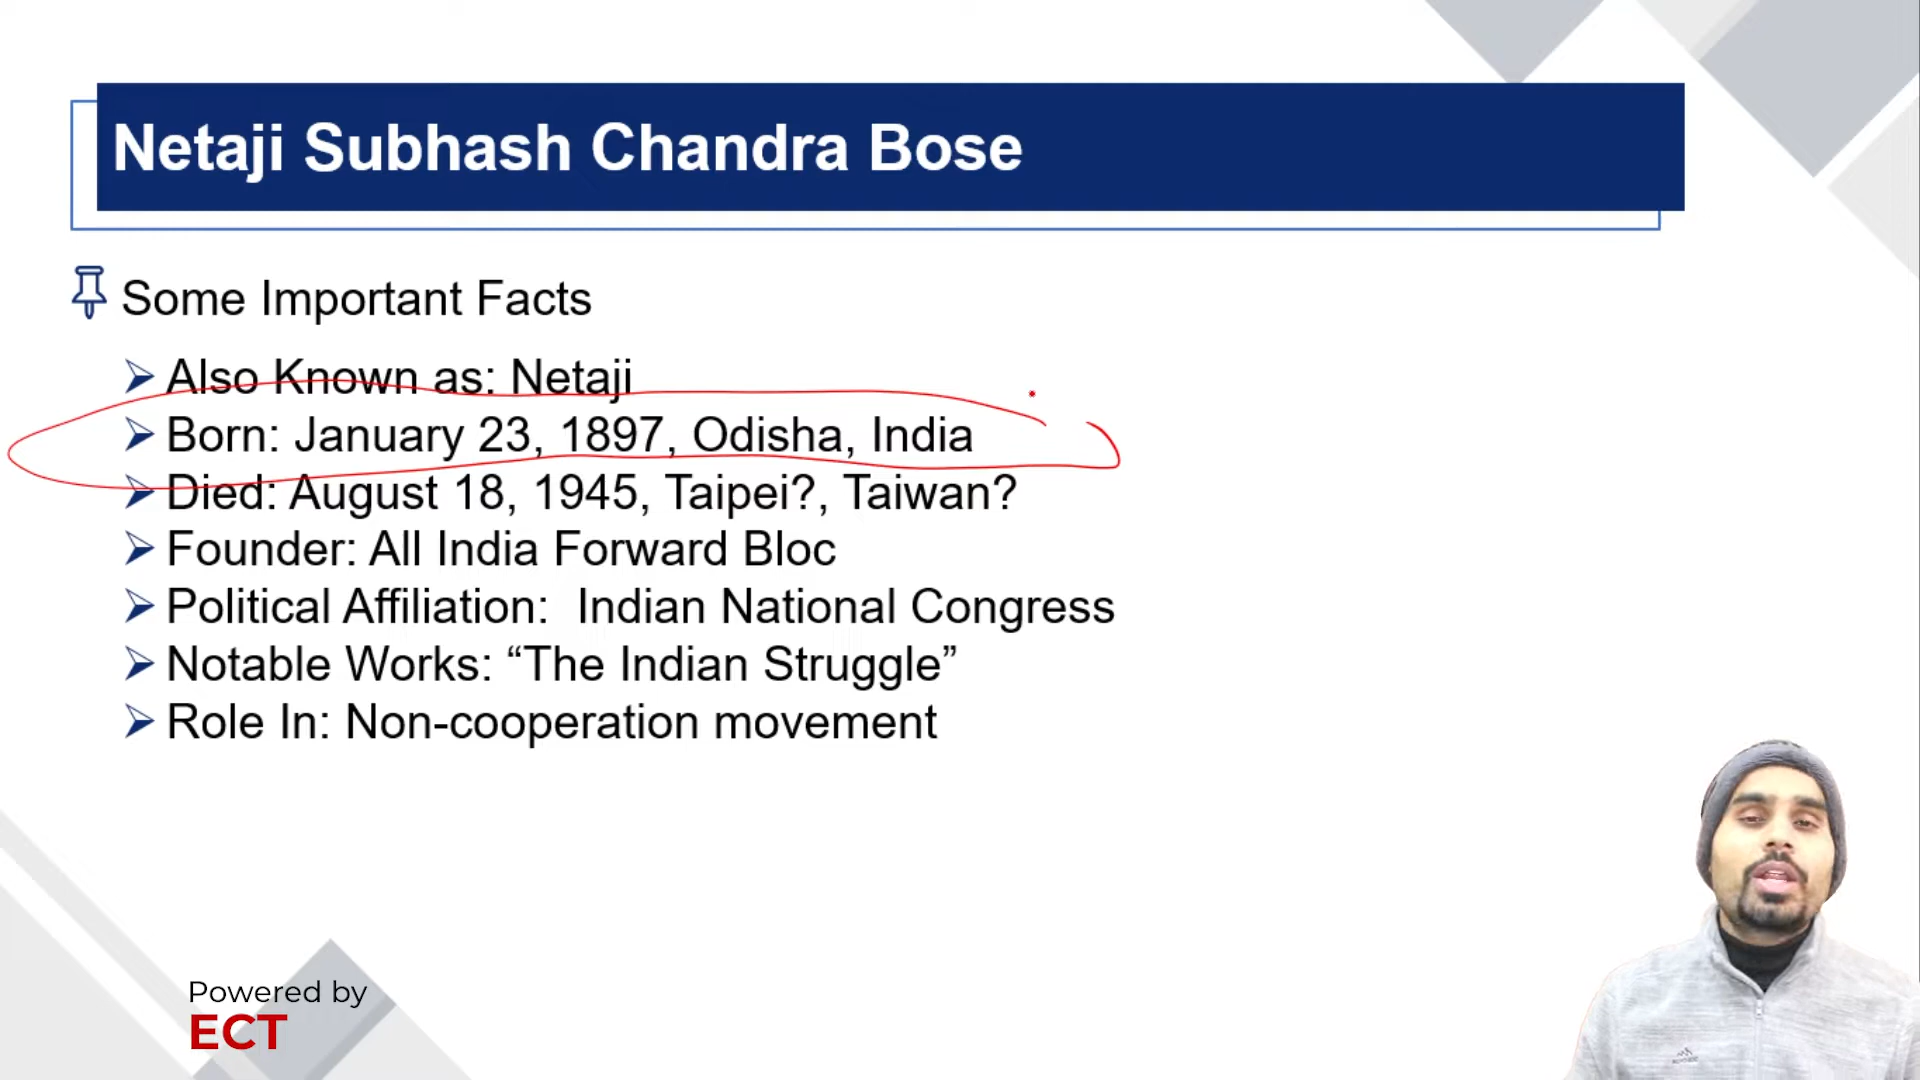 Netaji Subhash Chandra Bose
Some Important Facts
Also Known as: Netaji
Born: January 23, 1897, Odisha, India
Died: August 18, 1945, Taipei?, Taiwan?
Founder: All India Forward Bloc
Political Affiliation:  Indian National Congress
Notable Works: “The Indian Struggle”
Role In: Non-cooperation movement
Powered by
ECT